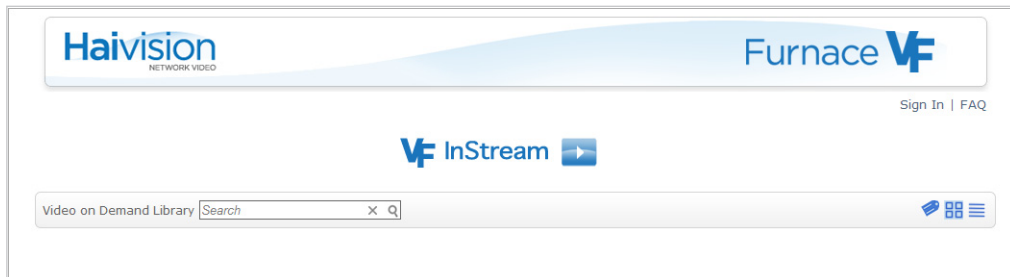 Haivision
NETWORK VIDEO
Furnace VF
Sign In | FAQ
VF InStream
Video on Demand Library Search